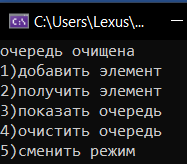 C:\Users\Lexus\...
очередь очищена
1)добавить элемент
2)получить элемент
3)показать очередь
4)очистить очередь
5)сменить режим